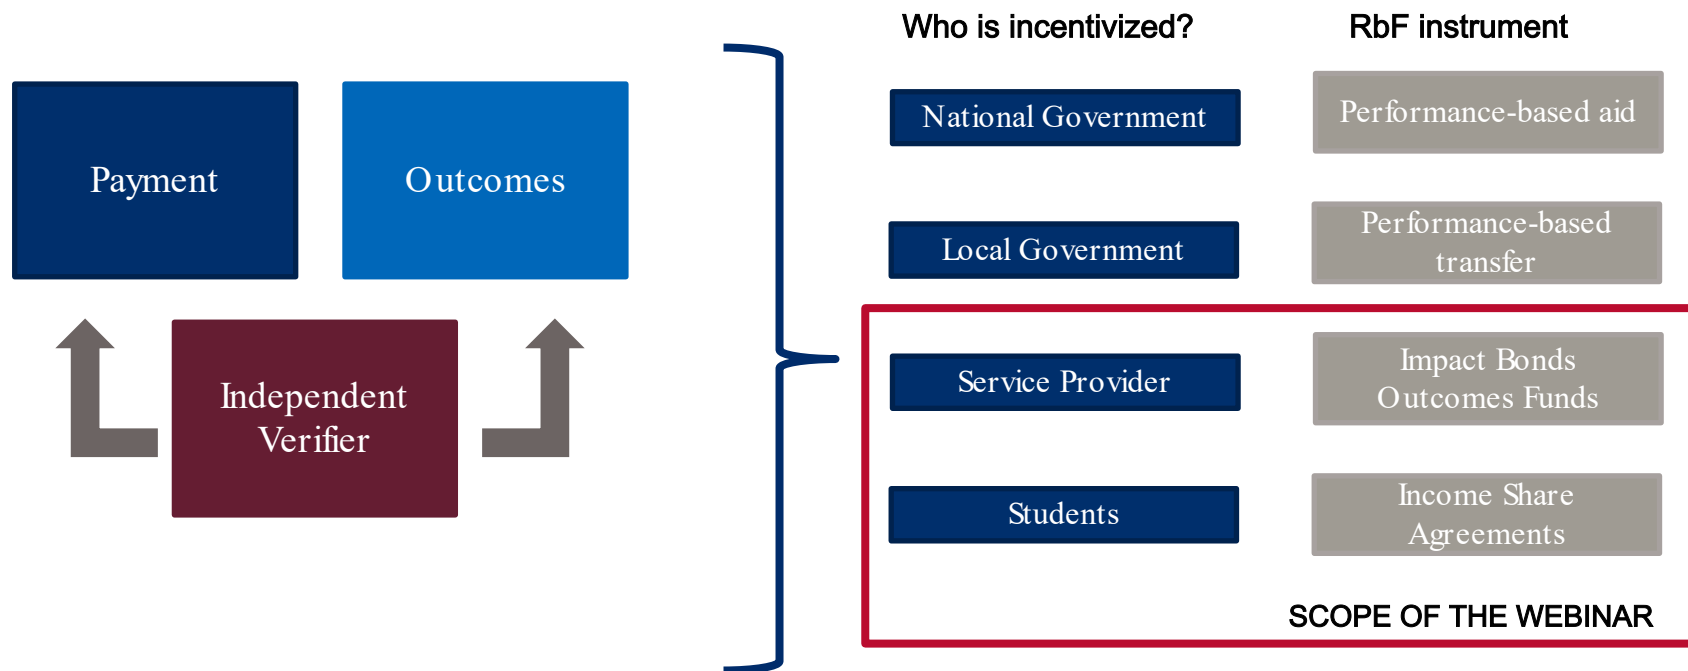 Payment
Outcomes
Independent
Verifier
Who is incentivized?
RbF instrument
National Government
Performance-based aid
Local Government
Performance-based
transfer
Service Provider
Impact Bonds
Outcomes Funds
Students
Income Share
Agreements
SCOPE OF THE WEBINAR